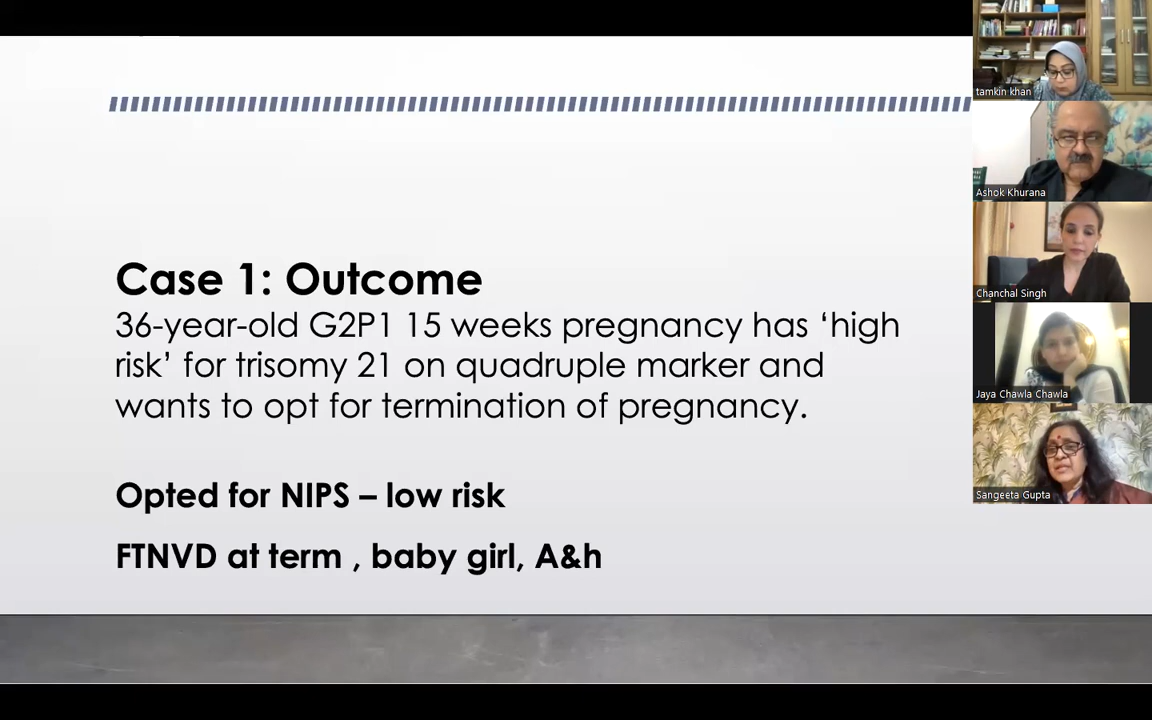 Case 1: Outcome
36-year-old G2P1 15 weeks pregnancy has ‘high
risk’ for trisomy 21 on quadruple marker and
wants to opt for termination of pregnancy.
Opted for NIPS – low risk
FTNVD at term , baby girl, A&h
tamkin khan
Ashok Khurana
Chanchal Singh
Jaya Chawla Chawla
Sangeeta Gupta